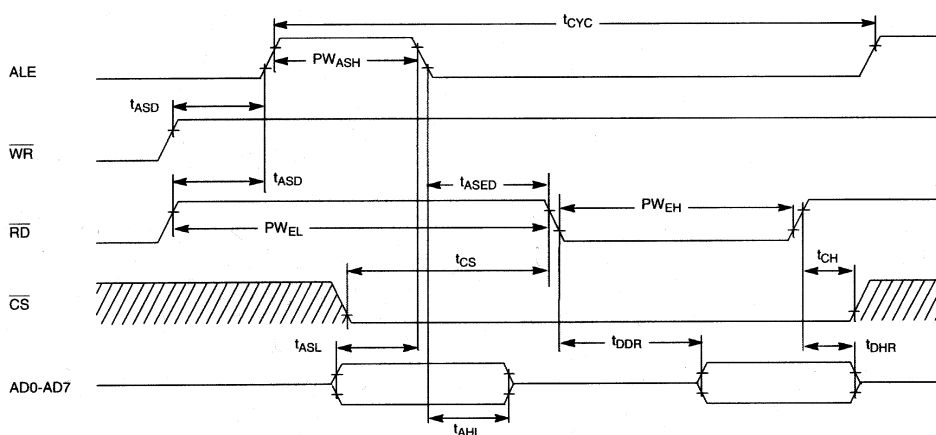 tCYC
ALE
PWASH
tASD
WR
tASD
tASED
RD
PWEL
PWEH
tCS
tCH
CS
tASL
tDDR
tDHR
AD0-AD7
tAHL